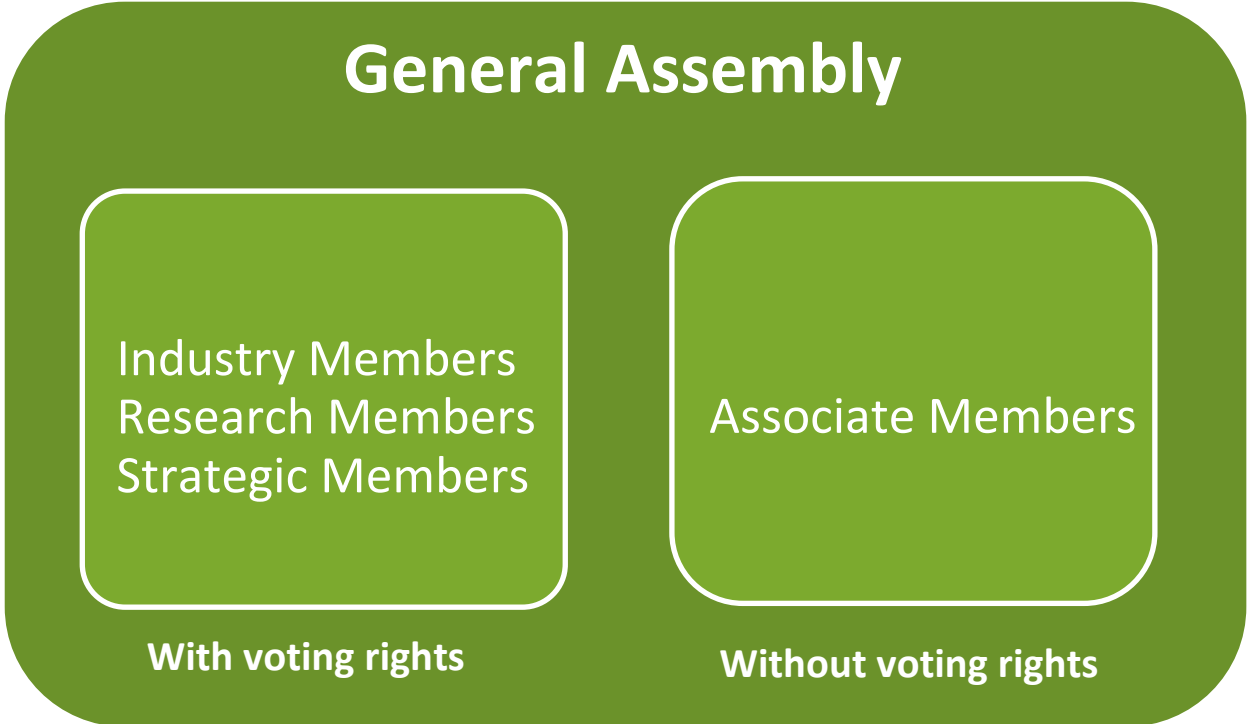 General Assembly
Industry Members
Research Members
Strategic Members
With voting rights
Associate Members
Without voting rights